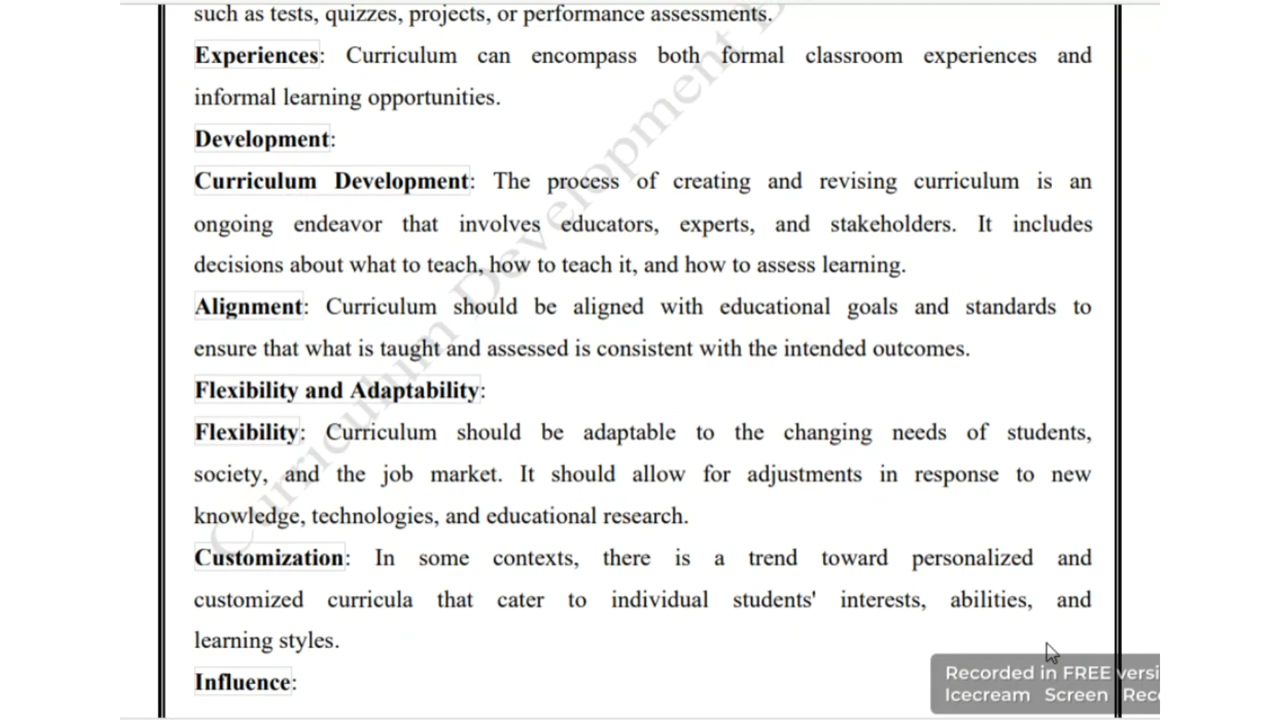 such as tests, quizzes, projects, or performance assessments.
Experiences: Curriculum can encompass both formal classroom experiences and
informal learning opportunities.
Development:
Curriculum Development: The process of creating and revising curriculum is an
ongoing endeavor that involves educators, experts, and stakeholders. It includes
decisions about what to teach, how to teach it, and how to assess learning.
Alignment: Curriculum should be aligned with educational goals and standards to
ensure that what is taught and assessed is consistent with the intended outcomes.
Flexibility and Adaptability:
Flexibility: Curriculum should be adaptable to the changing needs of students,
society, and the job market. It should allow for adjustments in response to new
knowledge, technologies, and educational research.
Customization: In some contexts, there is a trend toward personalized and
customized curricula that cater to individual students' interests, abilities, and
learning styles.
Influence:
Curriculum Development
Recorded in FREE versi
Icecream Screen Rec